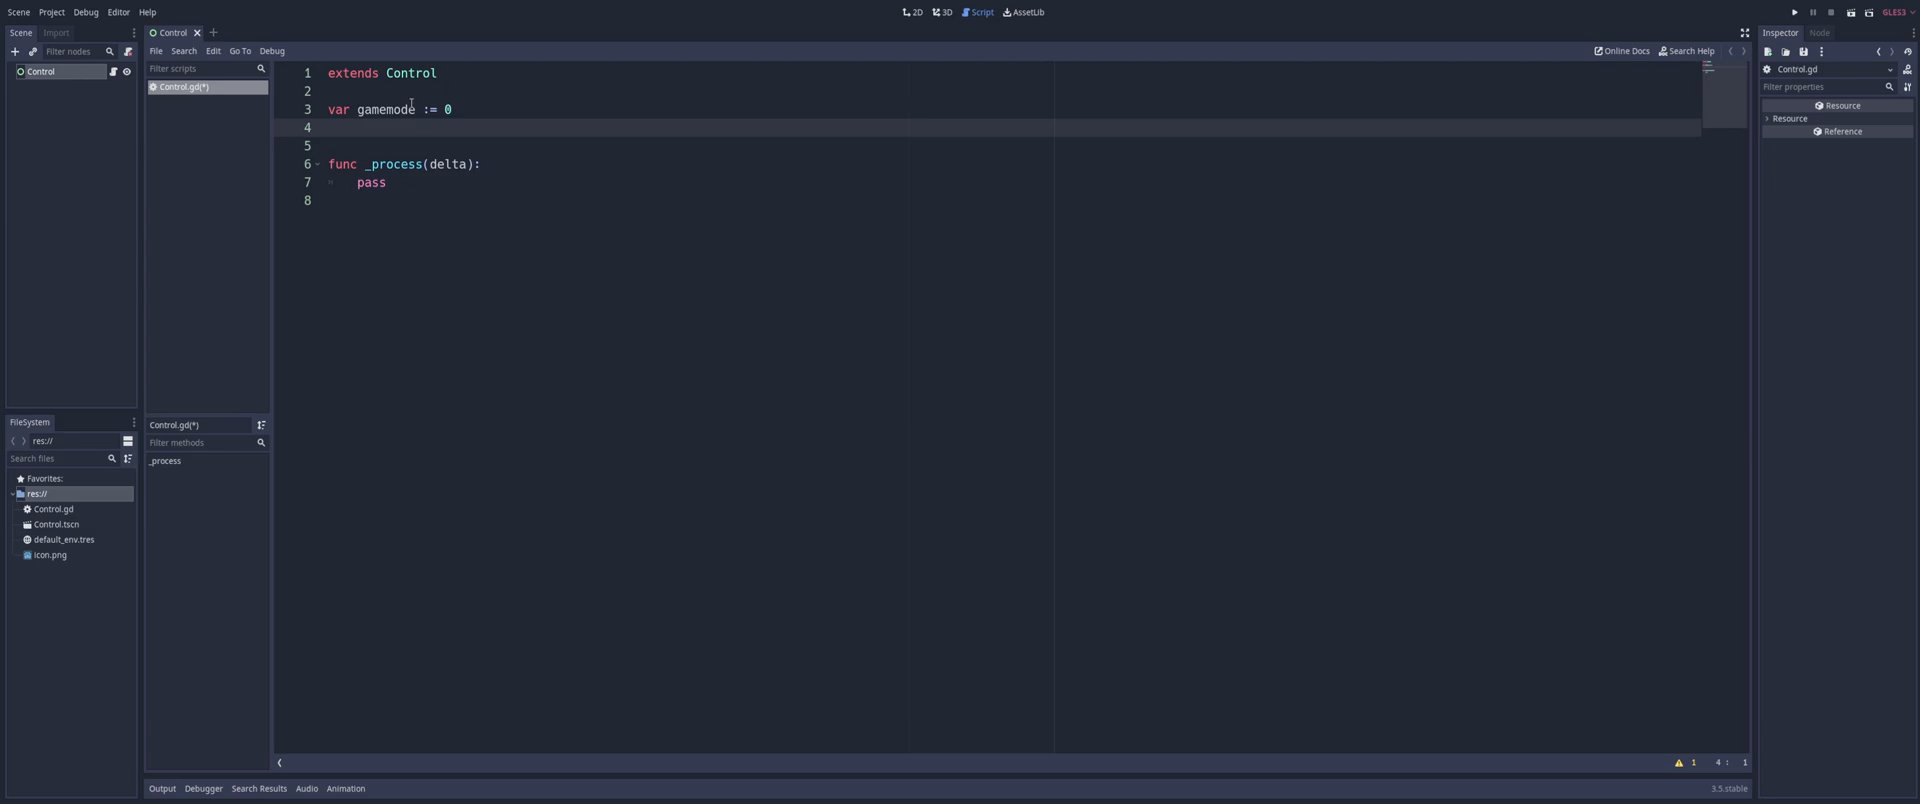 Scene Project Debug Editor Help
2D 3D Script AssetLib
GLES3
Scene Import
Filter nodes
Control
FileSystem
res://
Search files
Favorites:
res://
Control.gd
Control.tscn
default_env.tres
icon.png
Control
File Search Edit Go To Debug
Online Docs Search Help
Filter scripts
Control.gd(*)
Control.gd(*)
Filter methods
_process
1 extends Control
2
3 var gamemode := 0
4
5
6 func _process(delta):
7 pass
8
1 4 : 1
Output Debugger Search Results Audio Animation
3.5.stable
Inspector Node
Control.gd
Filter properties
Resource
Resource
Reference